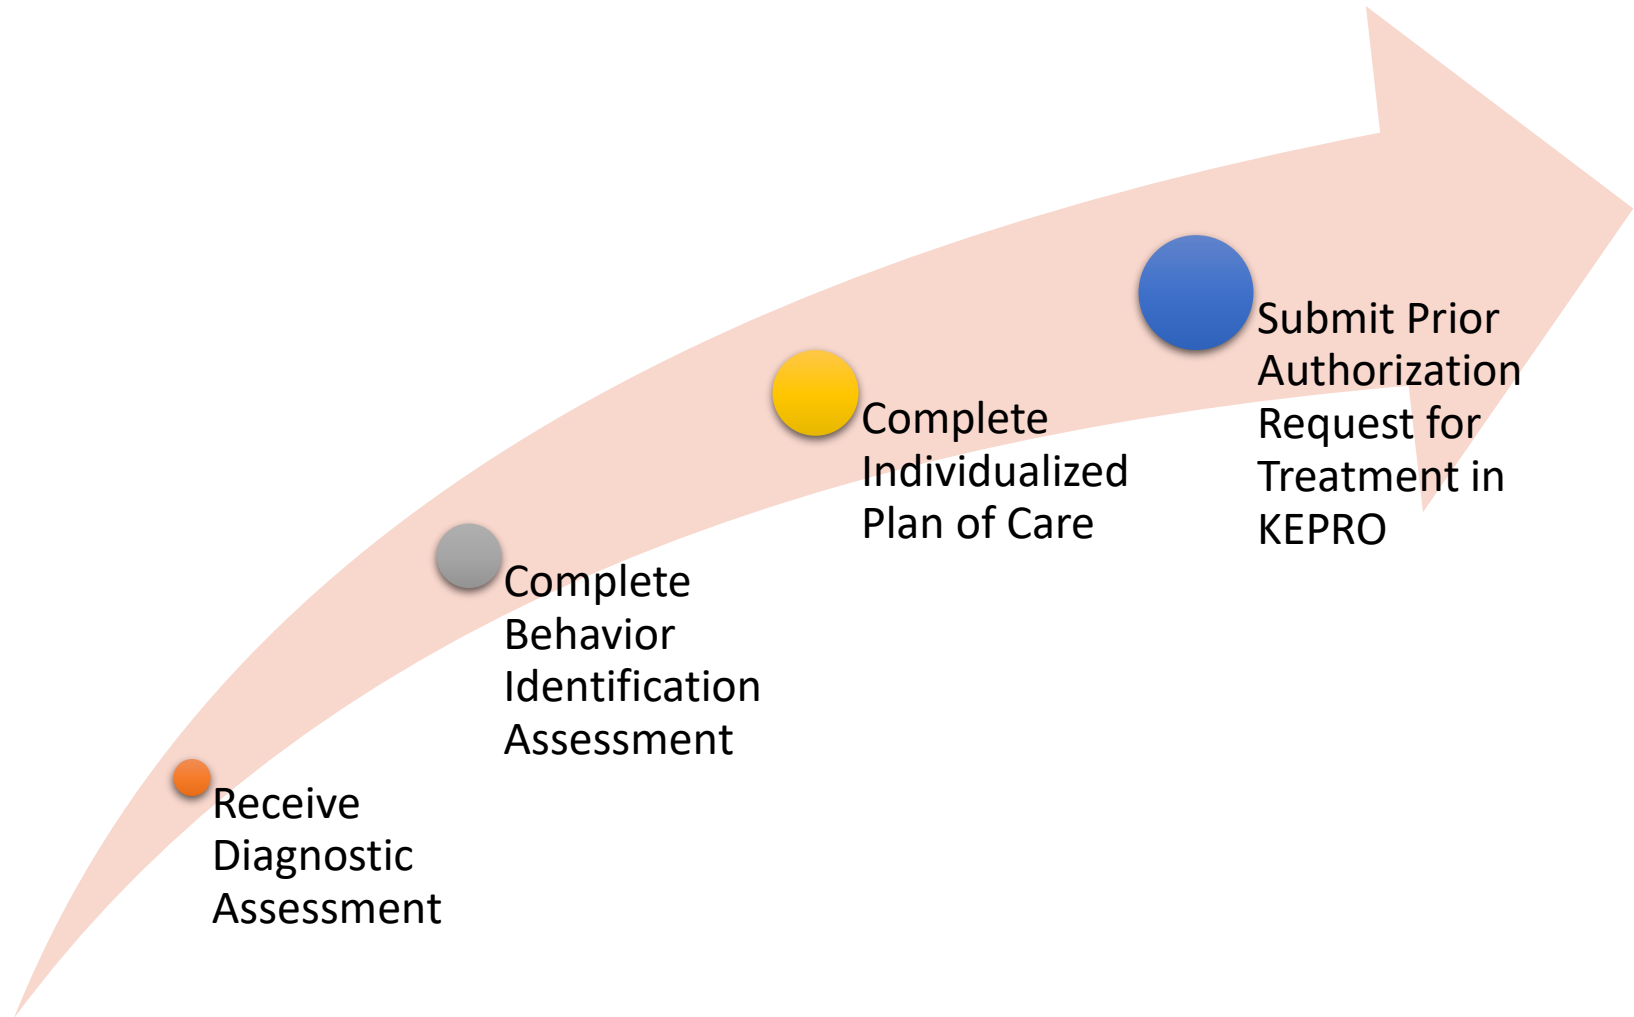 Receive
Diagnostic
Assessment
Complete
Behavior
Identification
Assessment
Complete
Individualized
Plan of Care
Submit Prior
Authorization
Request for
Treatment in
KEPRO